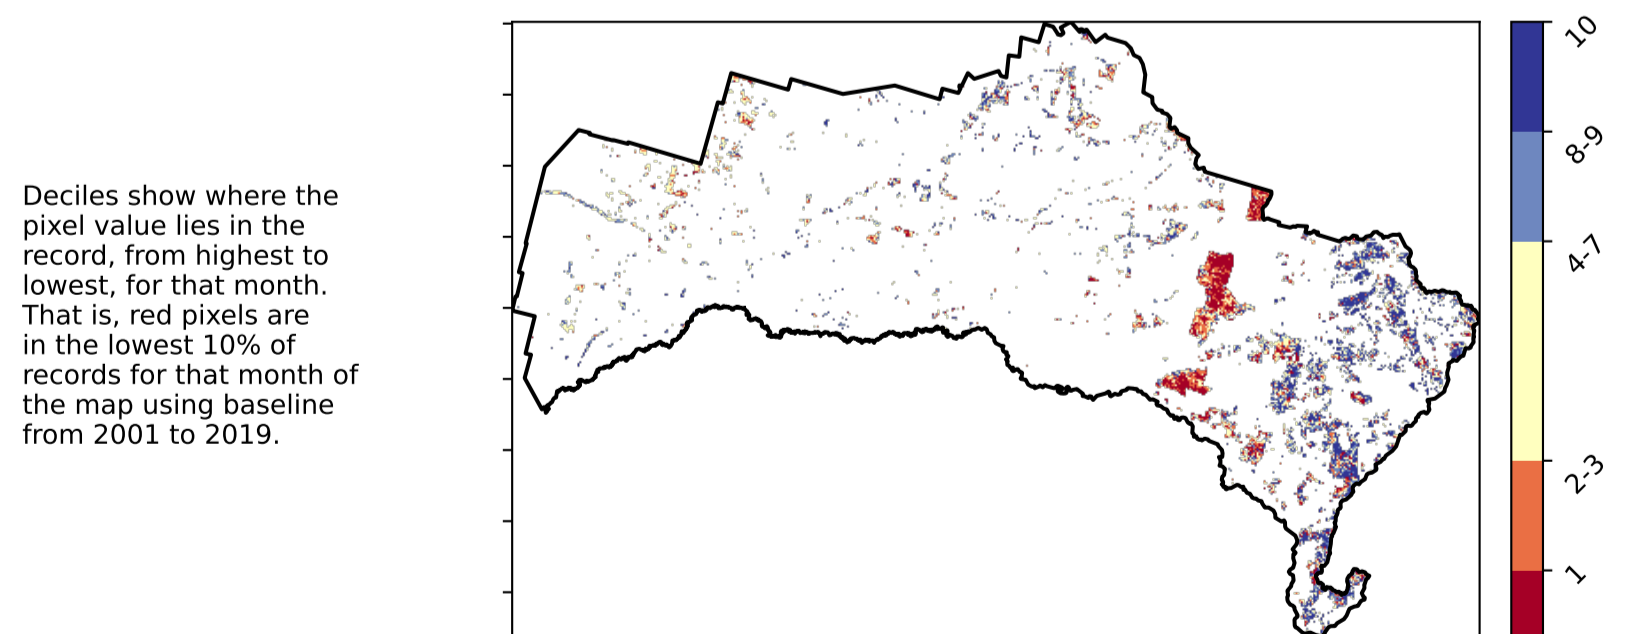 Deciles show where the
pixel value lies in the
record, from highest to
lowest, for that month.
That is, red pixels are
in the lowest 10% of
records for that month of
the map using baseline
from 2001 to 2019.
10
8-9
4-7
2-3
1